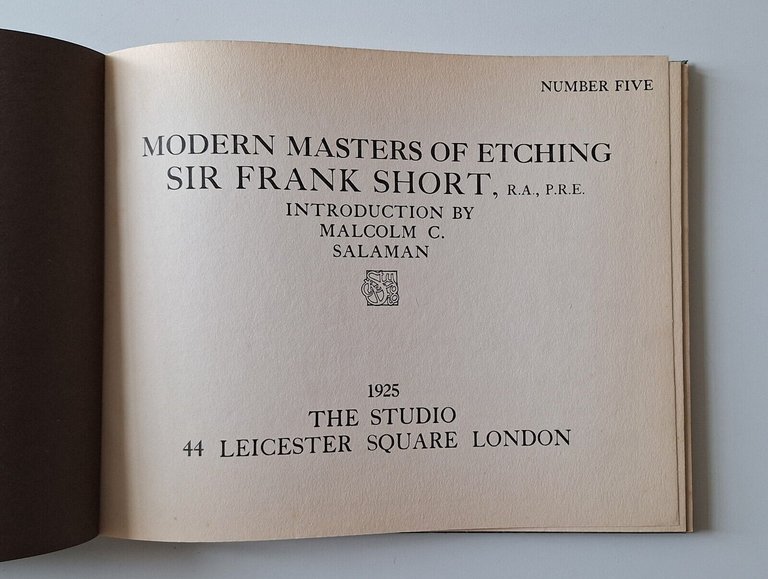 NUMBER FIVE
MODERN MASTERS OF ETCHING
SIR FRANK SHORT, R.A., P.R.E.
INTRODUCTION BY
MALCOLM C.
SALAMAN
1925
THE STUDIO
44 LEICESTER SQUARE LONDON